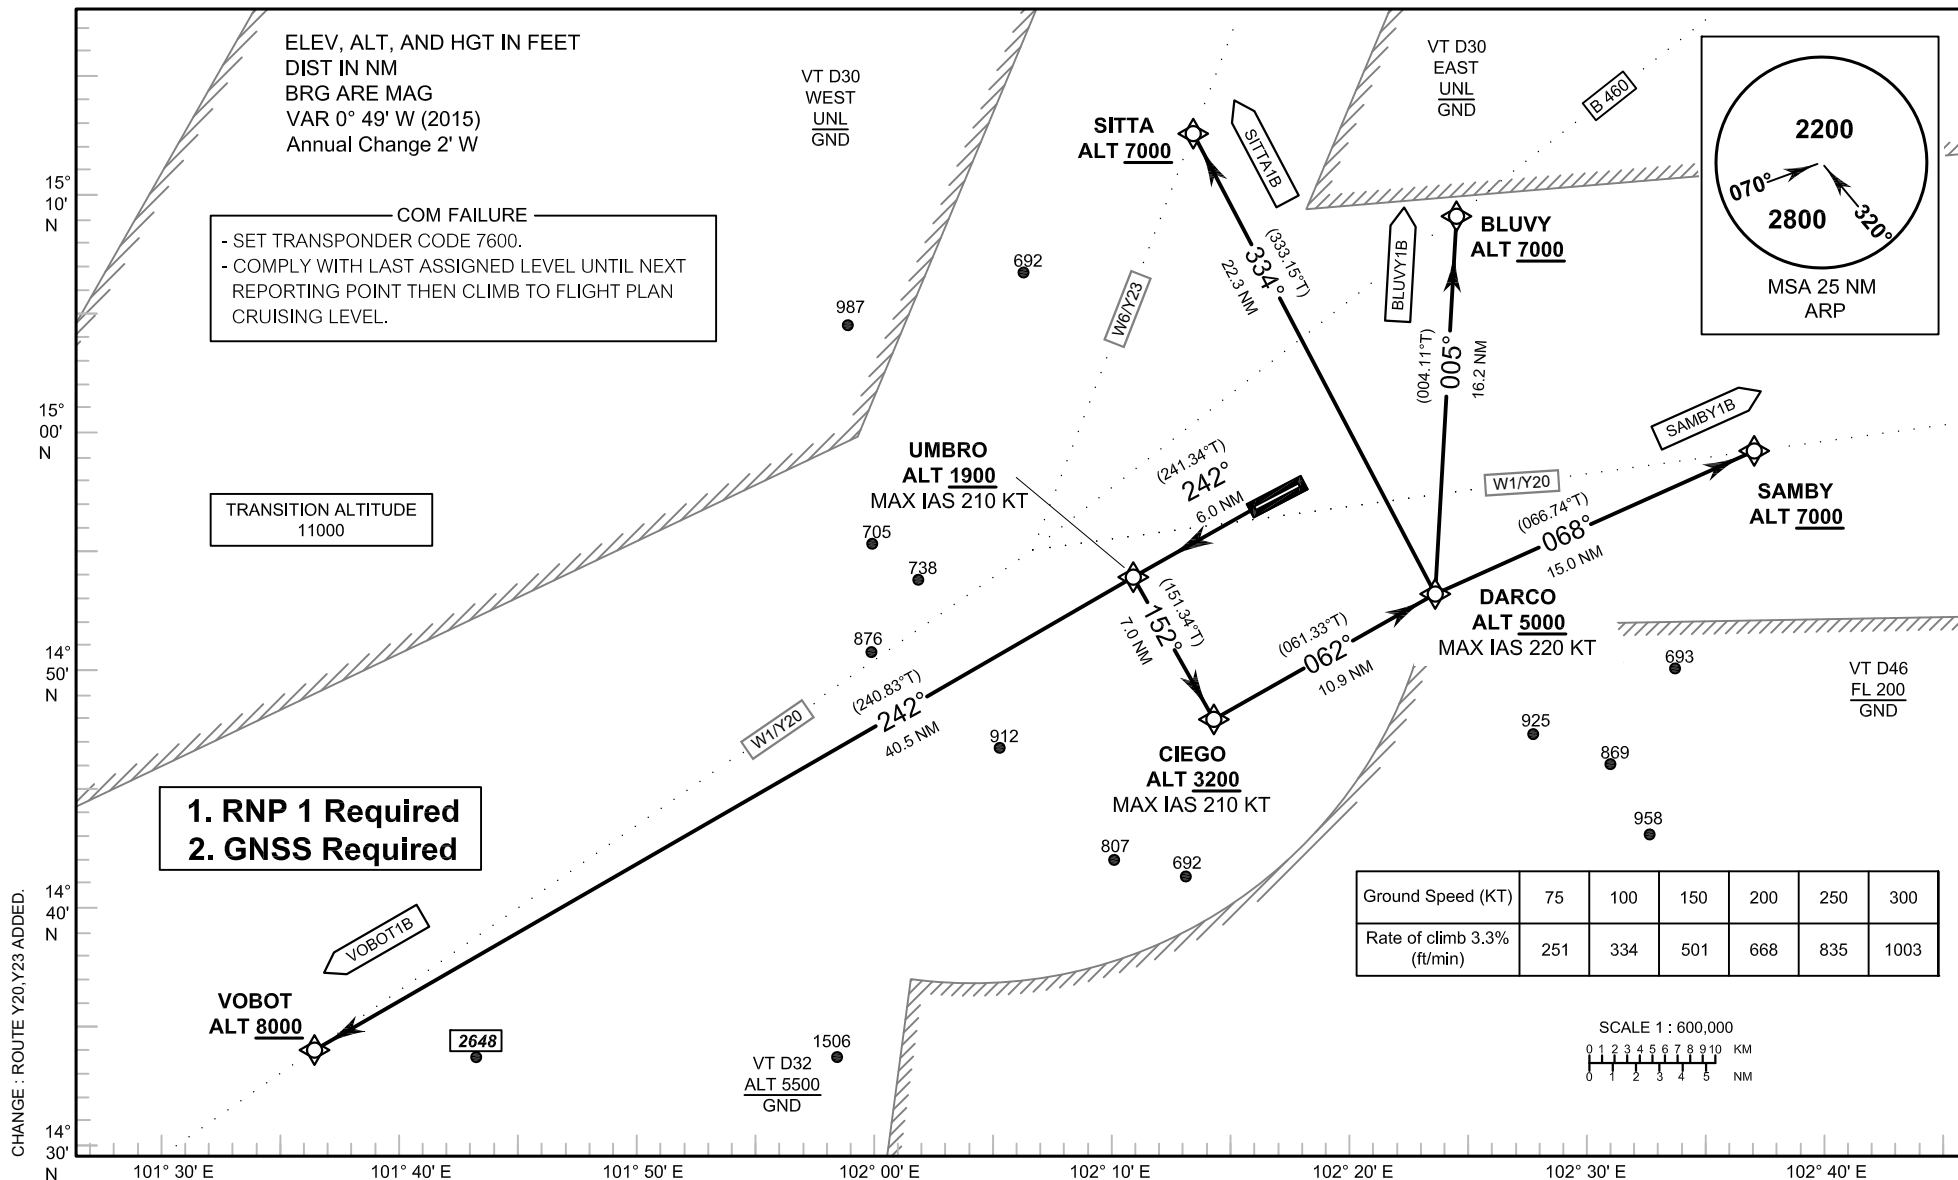 ELEV, ALT, AND HGT IN FEET
DIST IN NM
BRG ARE MAG
VAR 0° 49' W (2015)
Annual Change 2' W
VT D30
WEST
UNL
GND
VT D30
EAST
UNL
GND
B 460
2200
070°
2800
320°
MSA 25 NM
ARP
SITTA
ALT 7000
SITTA1B
15°
10'
N
COM FAILURE
- SET TRANSPONDER CODE 7600.
- COMPLY WITH LAST ASSIGNED LEVEL UNTIL NEXT
REPORTING POINT THEN CLIMB TO FLIGHT PLAN
CRUISING LEVEL.
BLUVY
ALT 7000
BLUVY1B
692
987
W6/Y23
(333.15°T)
334°
22.3 NM
(004.11°T)
005°
16.2 NM
15°
00'
N
SAMBY1B
UMBRO
ALT 1900
MAX IAS 210 KT
(241.34°T)
242°
6.0 NM
W1/Y20
SAMBY
ALT 7000
TRANSITION ALTITUDE
11000
705
738
(066.74°T)
068°
15.0 NM
(151.34°T)
152°
7.0 NM
DARCO
ALT 5000
MAX IAS 220 KT
(061.33°T)
062°
10.9 NM
876
14°
50'
N
693
VT D46
FL 200
GND
(240.83°T)
242°
40.5 NM
W1/Y20
912
925
869
CIEGO
ALT 3200
MAX IAS 210 KT
1. RNP 1 Required
2. GNSS Required
958
807
692
14°
40'
N
Ground Speed (KT) 75 100 150 200 250 300
Rate of climb 3.3%
(ft/min) 251 334 501 668 835 1003
VOBOT1B
VOBOT
ALT 8000
2648
1506
VT D32
ALT 5500
GND
SCALE 1 : 600,000
0 1 2 3 4 5 6 7 8 9 10 KM
0 1 2 3 4 5 NM
14°
30'
N
101° 30' E 101° 40' E 101° 50' E 102° 00' E 102° 10' E 102° 20' E 102° 30' E 102° 40' E
CHANGE : ROUTE Y20,Y23 ADDED.